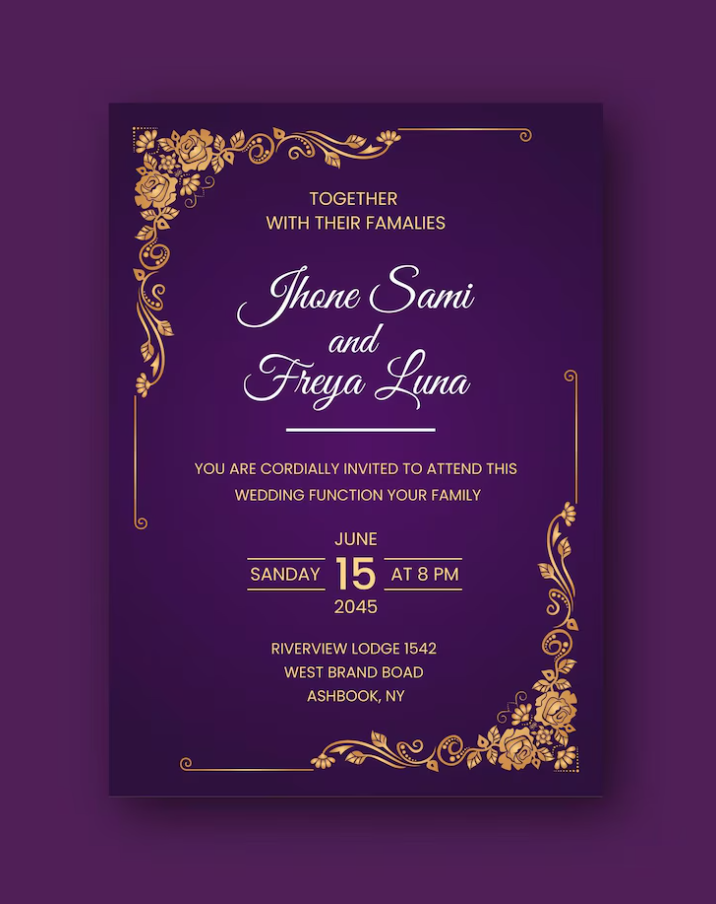 TOGETHER
WITH THEIR FAMALIES
Jhone Sami
and
Freya Luna
YOU ARE CORDIALLY INVITED TO ATTEND THIS
WEDDING FUNCTION YOUR FAMILY
JUNE
SANDAY 15 AT 8 PM
2045
RIVERVIEW LODGE 1542
WEST BRAND BOAD
ASHBOOK, NY